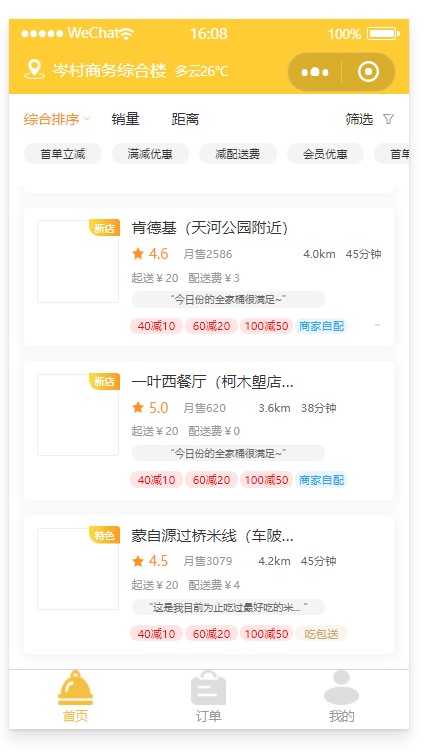 WeChat 16:08 100%
岑村商务综合楼 多云26℃
综合排序 销量 距离 筛选
首单立减 满减优惠 减配送费 会员优惠 首单
新店 肯德基（天河公园附近）
4.6 月售2586 4.0km 45分钟
起送￥20 配送费￥3
“今日份的全家桶很满足~”
40减10 60减20 100减50 商家自配
新店 一叶西餐厅（柯木塱店...
5.0 月售620 3.6km 38分钟
起送￥20 配送费￥0
“今日份的全家桶很满足~”
40减10 60减20 100减50 商家自配
特色 蒙自源过桥米线（车陂...
4.5 月售3079 4.2km 45分钟
起送￥20 配送费￥4
“这是我目前为止吃过最好吃的米... ”
40减10 60减20 100减50 吃包送
首页 订单 我的